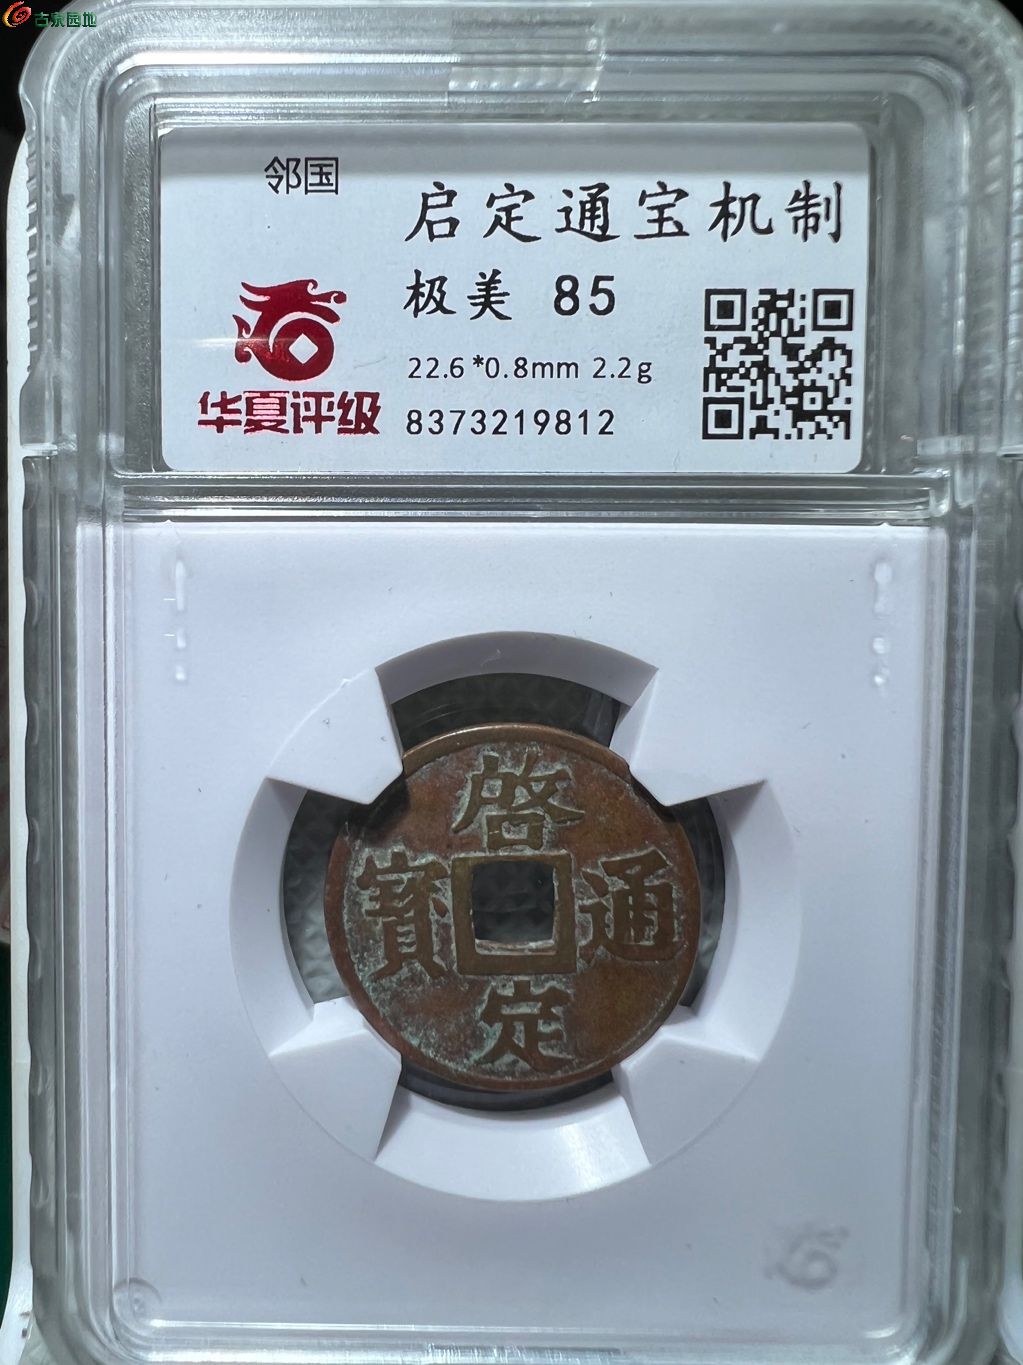 古泉园地
邻国
启定通宝机制
极美 85
22.6*0.8mm 2.2g
华夏评级
8373219812
啓
寶 通
定